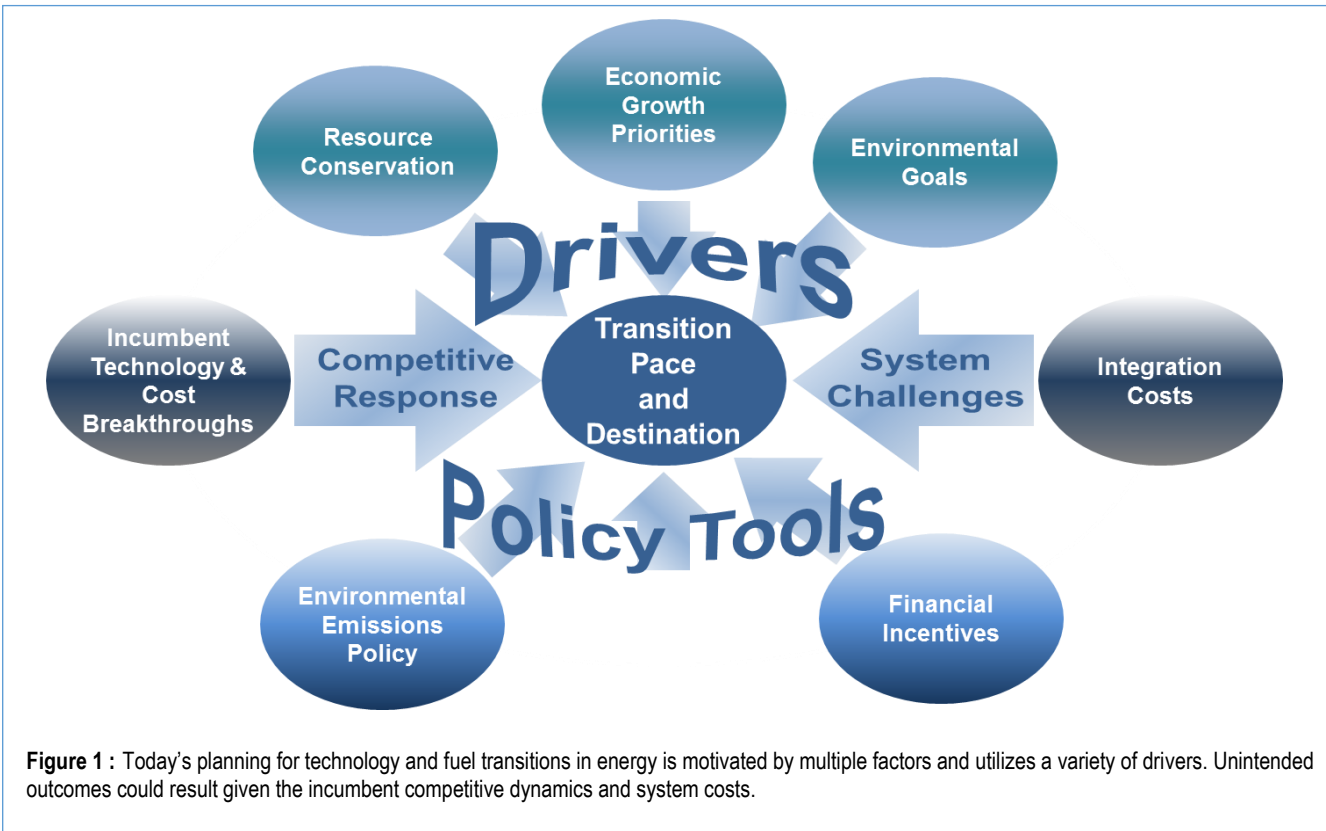 Economic
Growth
Priorities
Resource
Conservation
Environmental
Goals
Drivers
Incumbent
Technology &
Cost
Breakthroughs
Competitive
Response
Transition
Pace
and
Destination
System
Challenges
Integration
Costs
Policy Tools
Environmental
Emissions
Policy
Financial
Incentives
Figure 1 : Today’s planning for technology and fuel transitions in energy is motivated by multiple factors and utilizes a variety of drivers. Unintended
outcomes could result given the incumbent competitive dynamics and system costs.